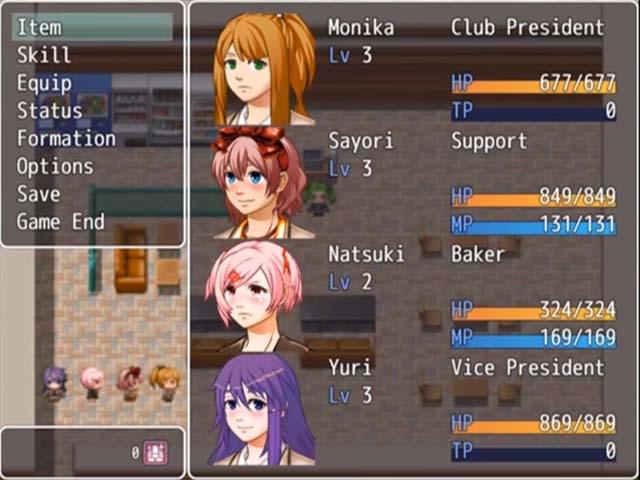 Item
Skill
Equip
Status
Formation
Options
Save
Game End
0
Monika Club President
Lv 3
HP 677/677
TP 0
Sayori Support
Lv 3
HP 849/849
MP 131/131
Natsuki Baker
Lv 2
HP 324/324
MP 169/169
Yuri Vice President
Lv 3
HP 869/869
TP 0